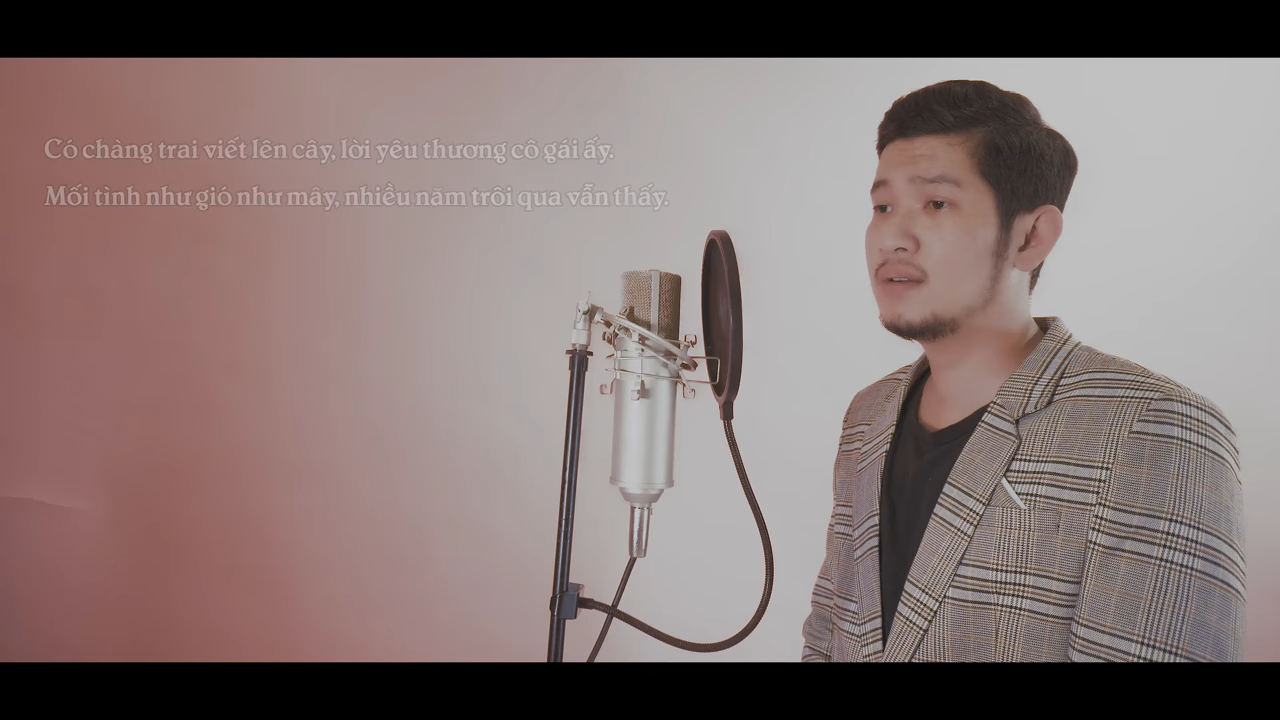 Có chàng trai viết lên cây, lời yêu thương cô gái ấy.
Mối tình như gió như mây, nhiều năm trôi qua vẫn thấy.